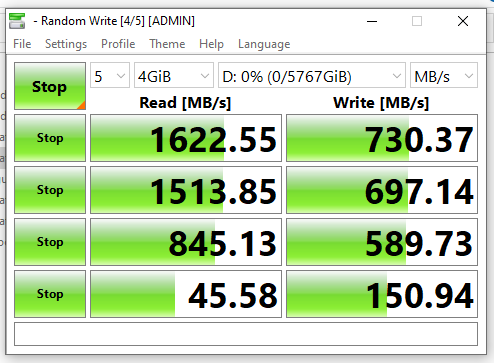 - Random Write [4/5] [ADMIN]
File Settings Profile Theme Help Language
Stop 5 4GiB D: 0% (0/5767GiB) MB/s
Read [MB/s] Write [MB/s]
Stop 1622.55 730.37
Stop 1513.85 697.14
Stop 845.13 589.73
Stop 45.58 150.94